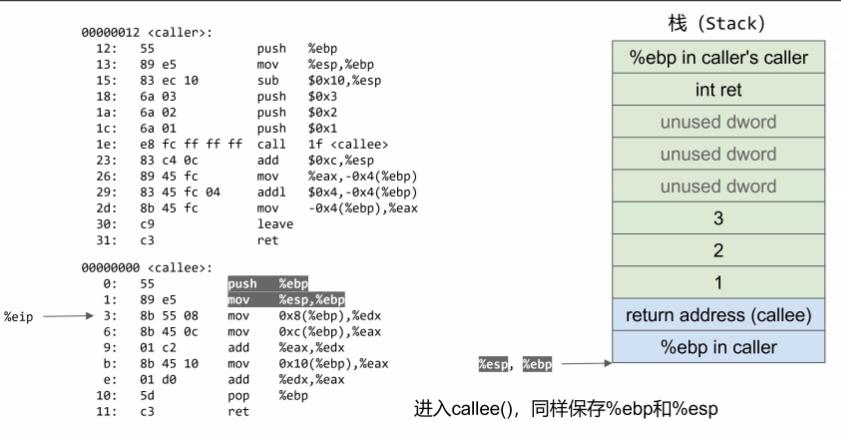 00000012 <caller>:
12: 55 push %ebp
13: 89 e5 mov %esp,%ebp
15: 83 ec 10 sub $0x10,%esp
18: 6a 03 push $0x3
1a: 6a 02 push $0x2
1c: 6a 01 push $0x1
1e: e8 fc ff ff ff call 1f <callee>
23: 83 c4 0c add $0xc,%esp
26: 89 45 fc mov %eax,-0x4(%ebp)
29: 83 45 fc 04 addl $0x4,-0x4(%ebp)
2d: 8b 45 fc mov -0x4(%ebp),%eax
30: c9 leave
31: c3 ret
00000000 <callee>:
0: 55 push %ebp
1: 89 e5 mov %esp,%ebp
%eip
3: 8b 55 08 mov 0x8(%ebp),%edx
6: 8b 45 0c mov 0xc(%ebp),%eax
9: 01 c2 add %eax,%edx
b: 8b 45 10 mov 0x10(%ebp),%eax
e: 01 d0 add %edx,%eax
10: 5d pop %ebp
11: c3 ret
栈（Stack）
%ebp in caller's caller
int ret
unused dword
unused dword
unused dword
3
2
1
return address (callee)
%ebp in caller
%esp, %ebp
进入callee()，同样保存%ebp和%esp